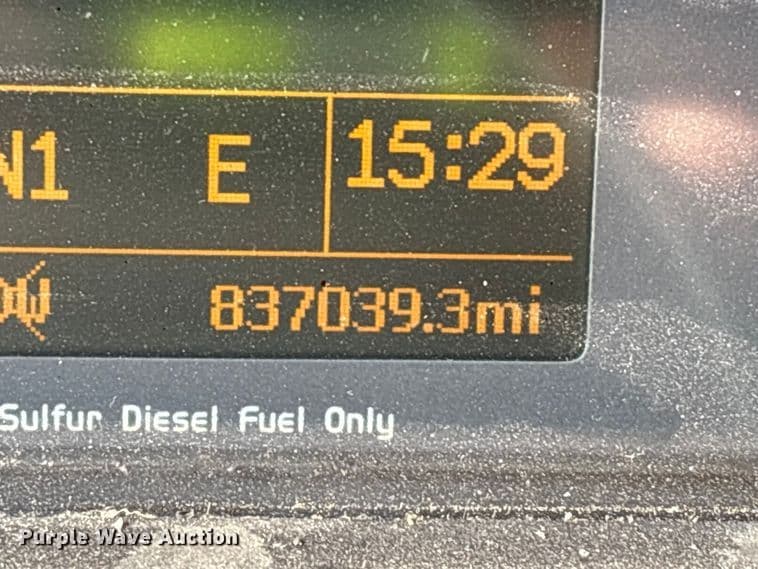 N1 E 15:29
837039.3mi
Sulfur Diesel Fuel Only
Purple Wave Auction